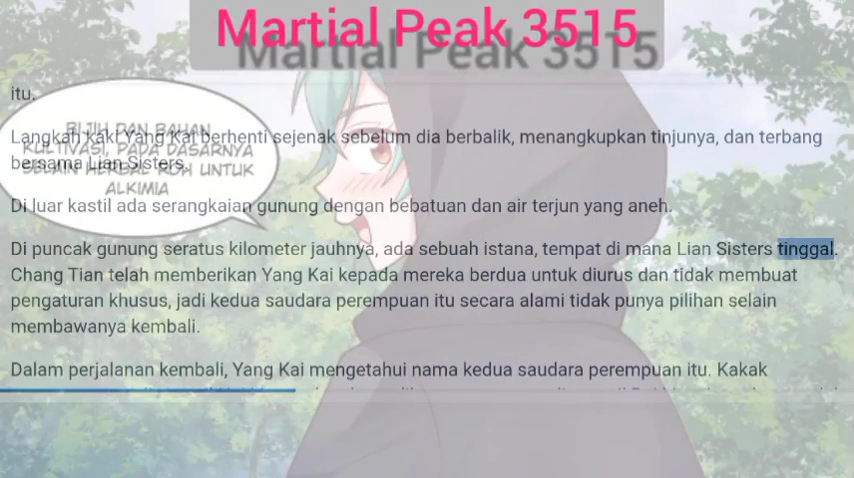 Martial Peak 3515
itu.
BIJIH DAN BAHAN
KULTIVASI, PADA DASARNYA
SELAIN HERBAL ROH UNTUK
ALKIMIA
Langkah kaki Yang Kai berhenti sejenak sebelum dia berbalik, menangkupkan tinjunya, dan terbang
bersama Lian Sisters.
Di luar kastil ada serangkaian gunung dengan bebatuan dan air terjun yang aneh.
Di puncak gunung seratus kilometer jauhnya, ada sebuah istana, tempat di mana Lian Sisters tinggal.
Chang Tian telah memberikan Yang Kai kepada mereka berdua untuk diurus dan tidak membuat
pengaturan khusus, jadi kedua saudara perempuan itu secara alami tidak punya pilihan selain
membawanya kembali.
Dalam perjalanan kembali, Yang Kai mengetahui nama kedua saudara perempuan itu. Kakak